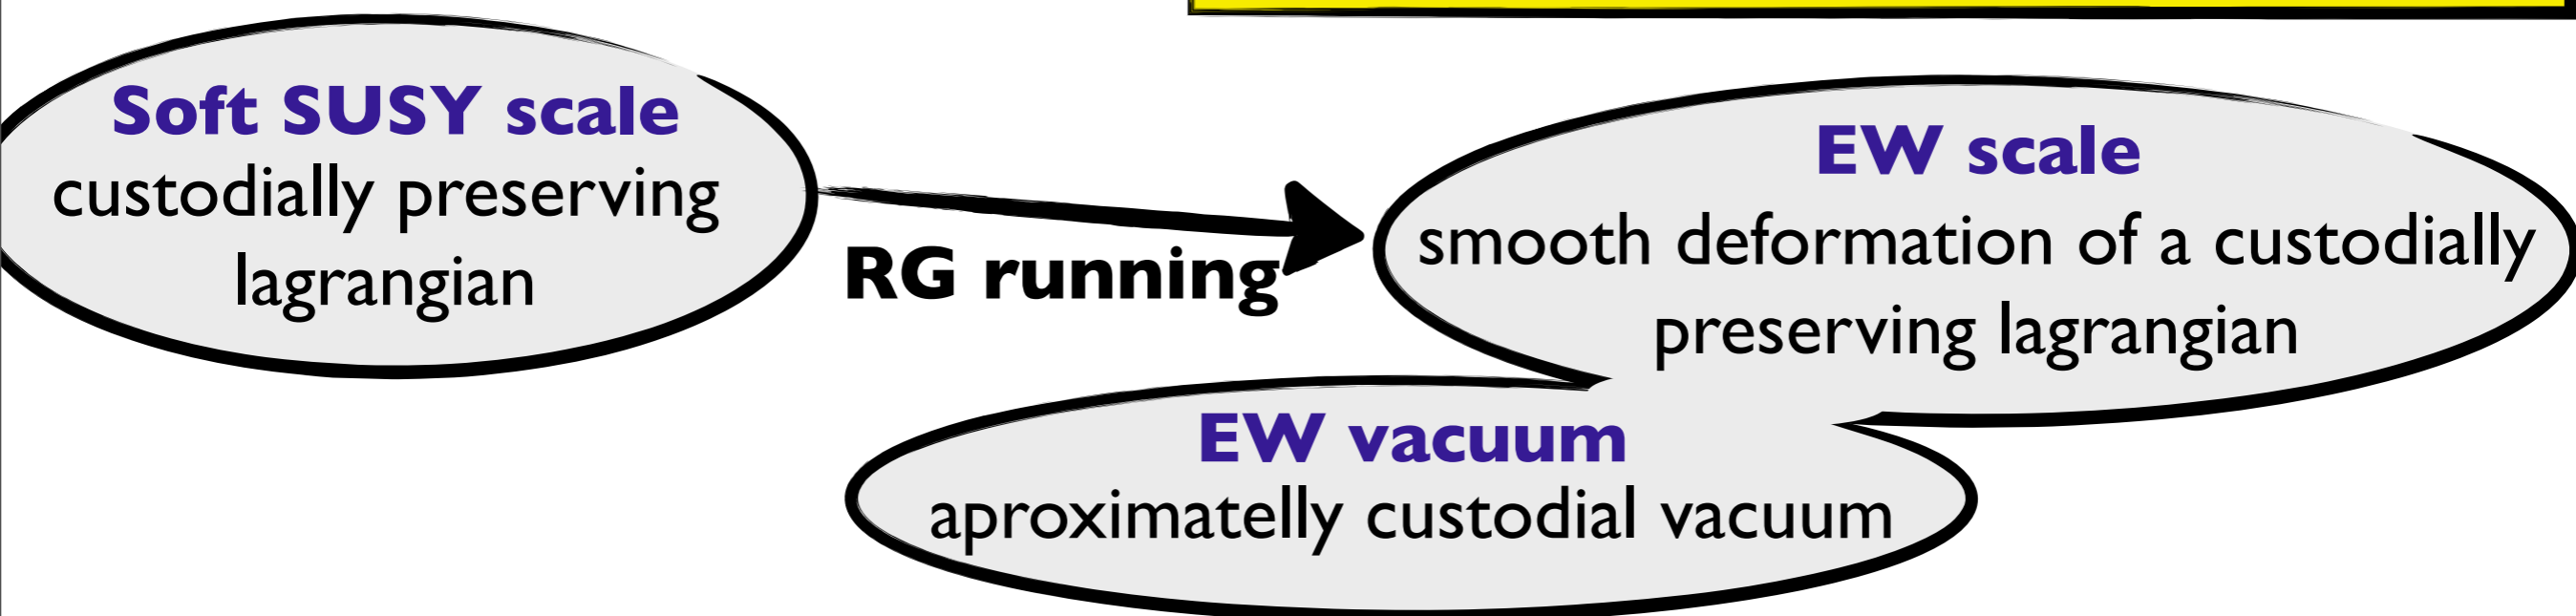 Soft SUSY scale
custodially preserving
lagrangian
RG running
EW scale
smooth deformation of a custodially
preserving lagrangian
EW vacuum
aproximatelly custodial vacuum